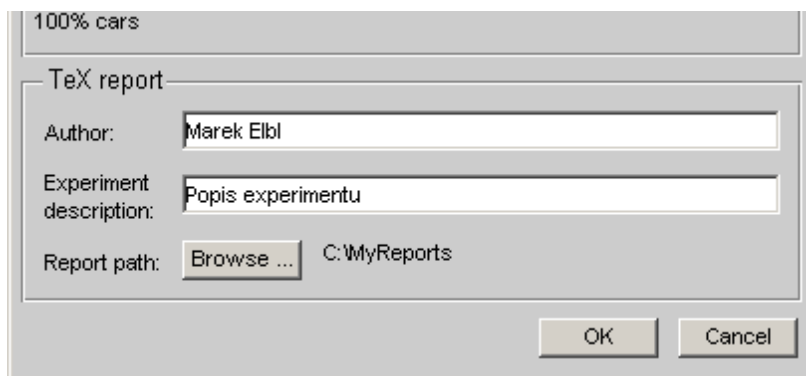 100% cars
TeX report
Author:
Marek Elbl
Experiment
description:
Popis experimentu
Report path:
Browse ...
C:\MyReports
OK
Cancel